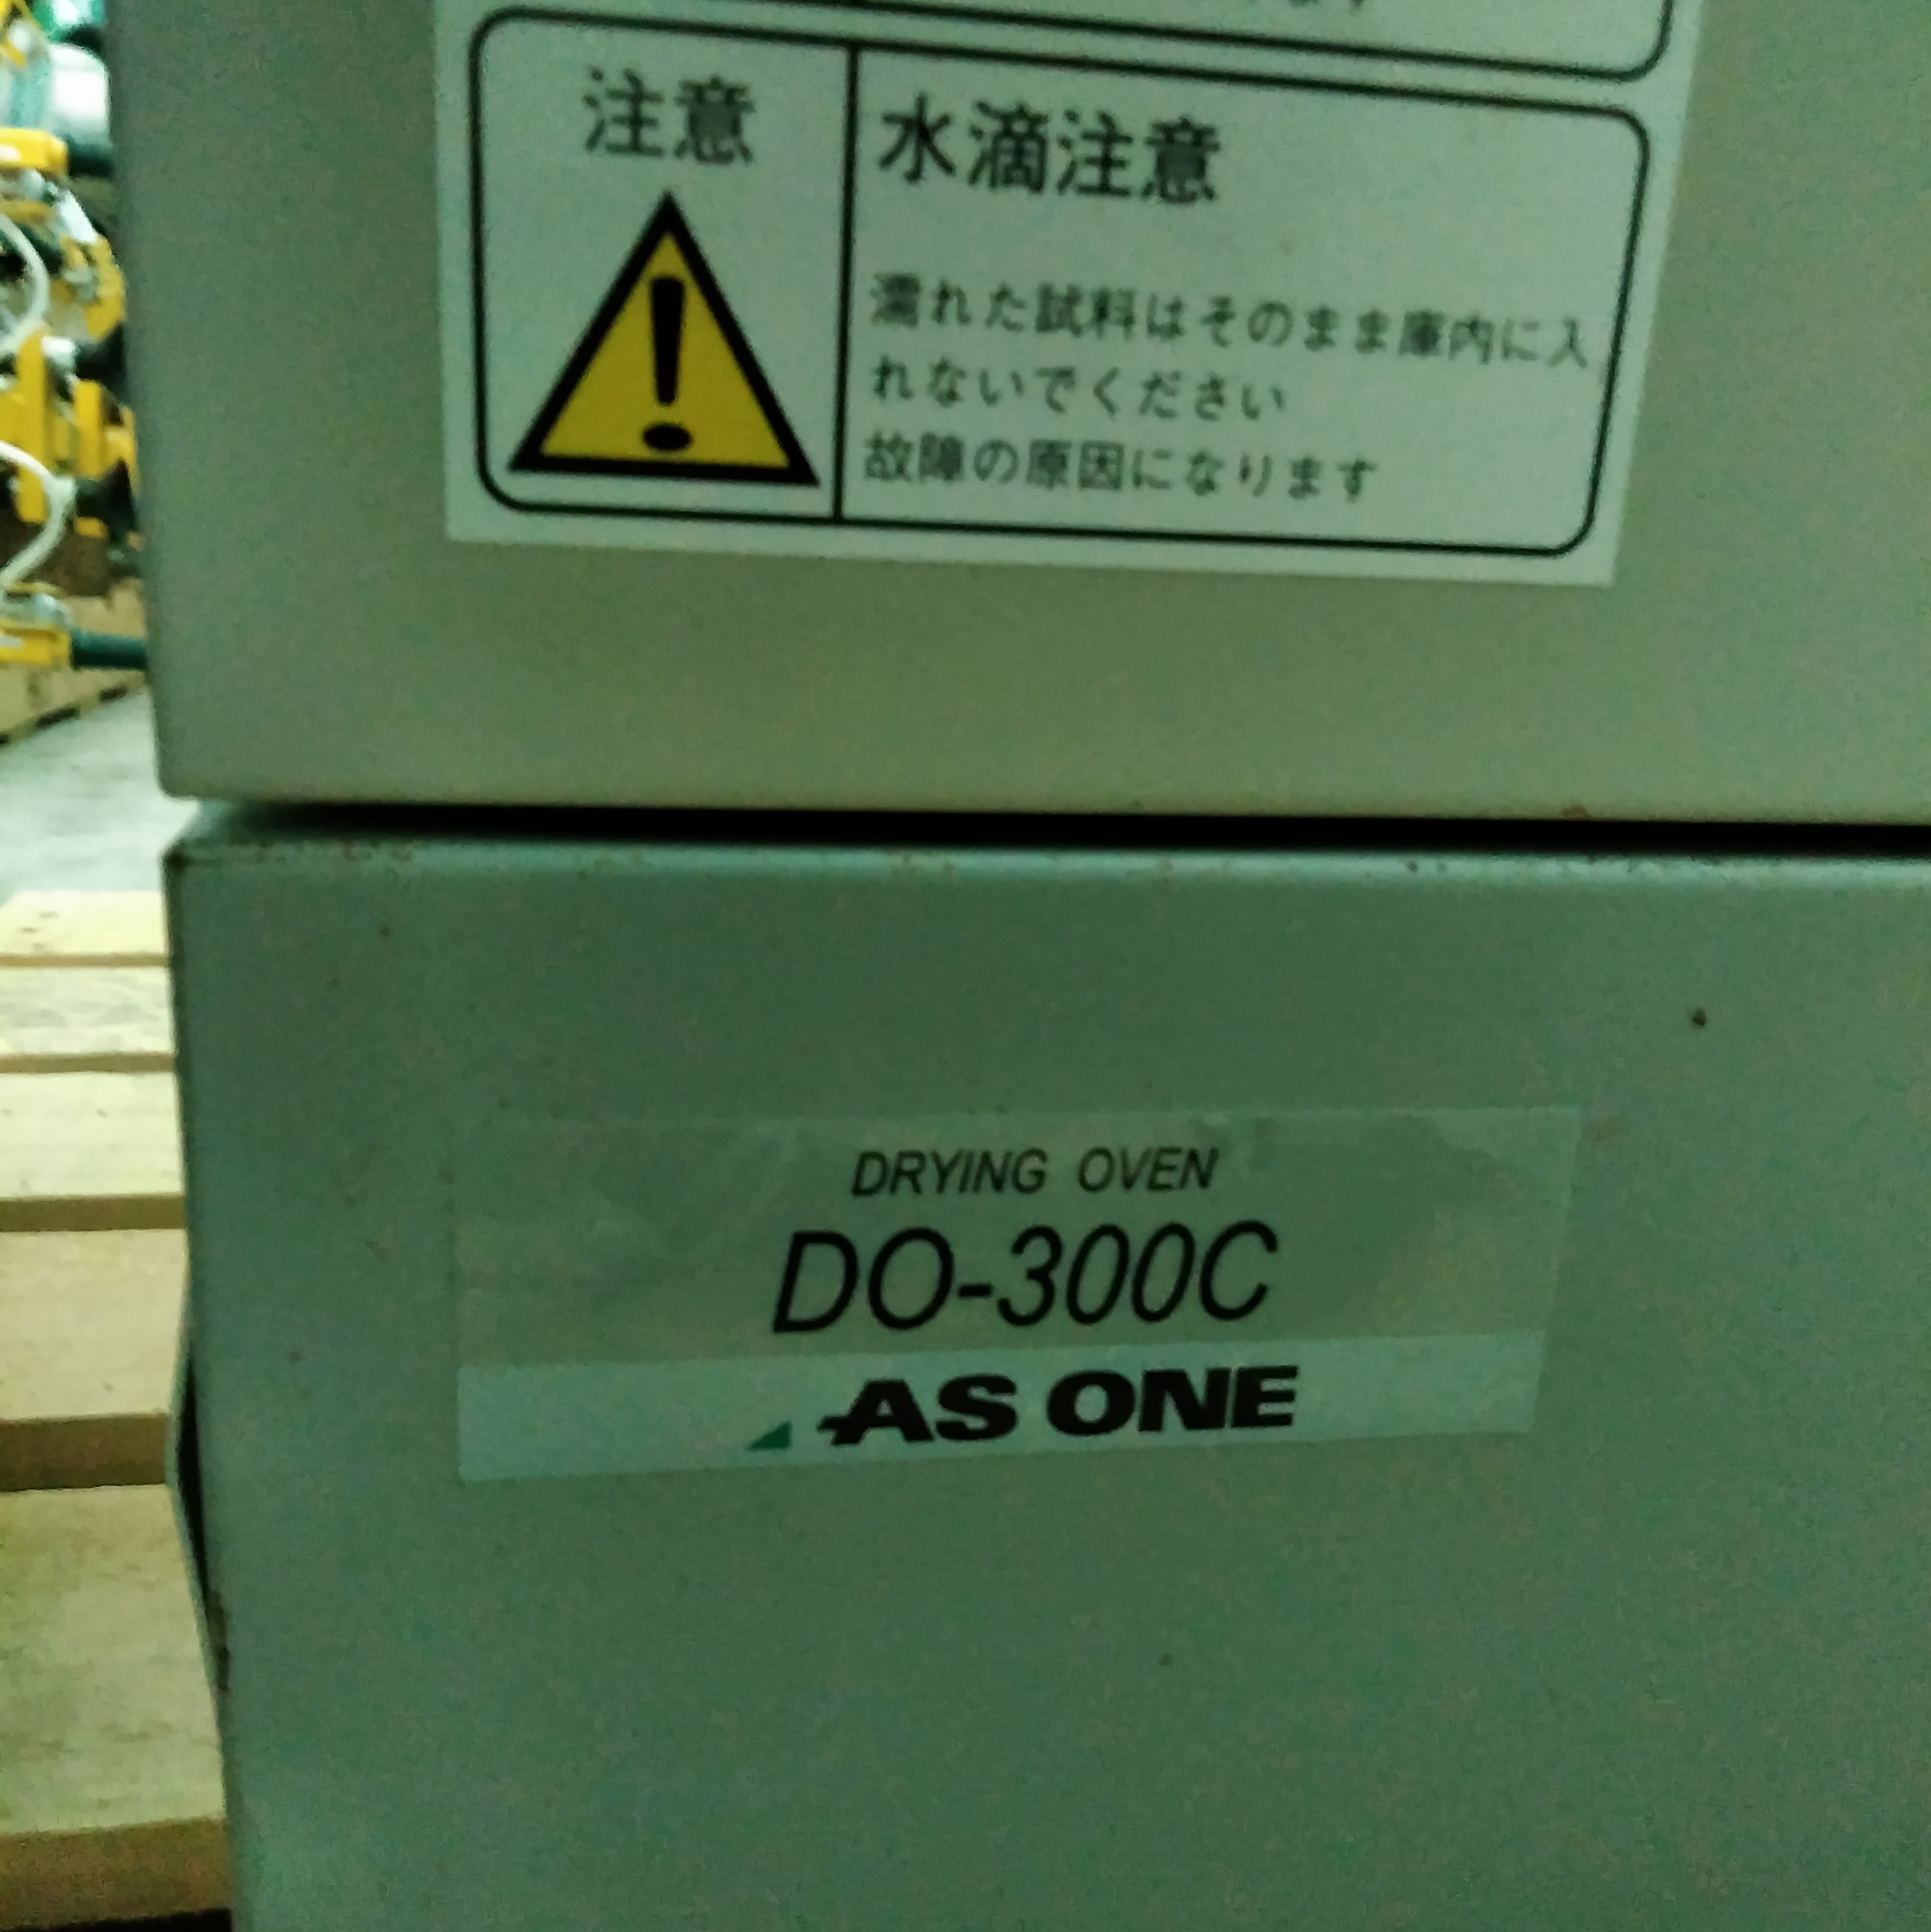 注意
水滴注意
濡れた試料はそのまま庫内に入
れないでください
故障の原因になります
DRYING OVEN
DO-300C
AS ONE